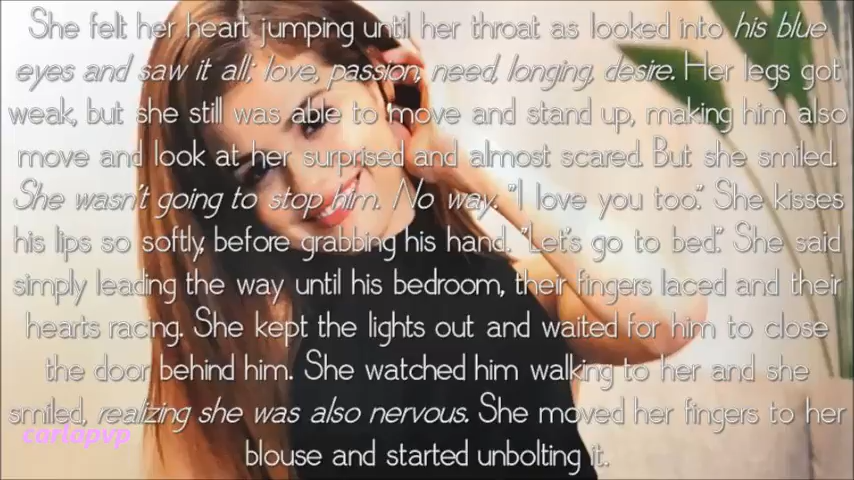 She felt her heart jumping until her throat as looked into his blue
eyes and saw it all; love, passion, need, longing, desire. Her legs got
weak, but she still was able to move and stand up, making him also
move and look at her surprised and almost scared. But she smiled.
She wasn't going to stop him. No way. "I love you too." She kisses
his lips so softly, before grabbing his hand. "Let's go to bed." She said
simply leading the way until his bedroom, their fingers laced and their
hearts racing. She kept the lights out and waited for him to close
the door behind him. She watched him walking to her and she
smiled, realizing she was also nervous. She moved her fingers to her
carlapvp
blouse and started unbolting it.